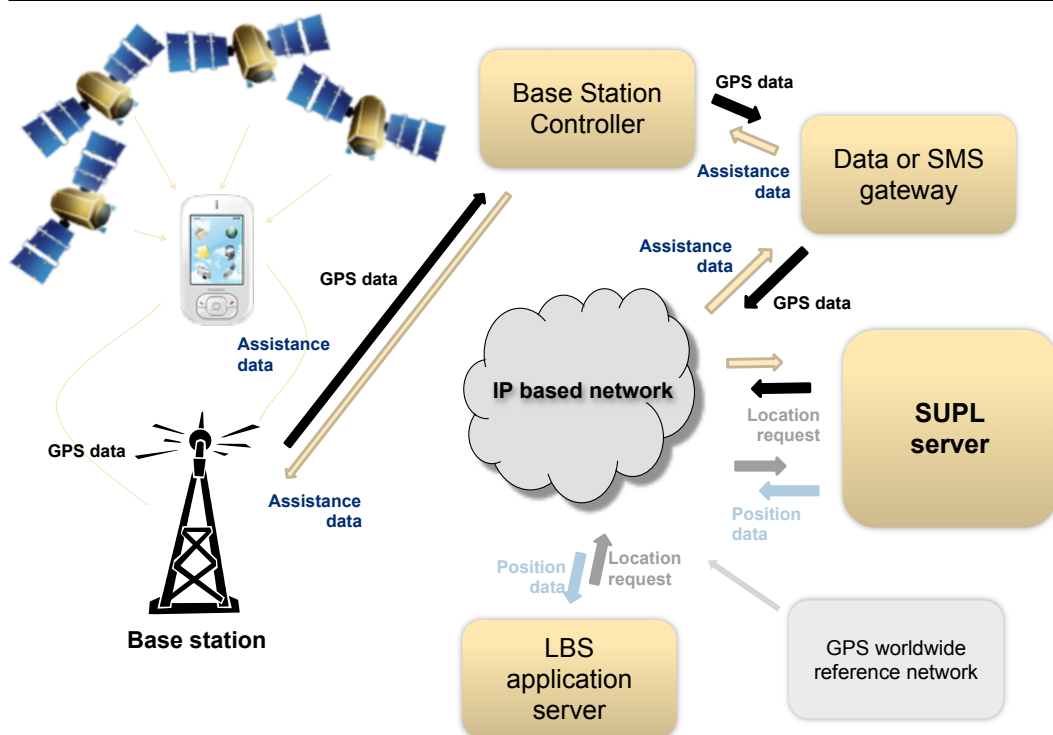 Base Station
Controller
GPS data
Assistance
data
Data or SMS
gateway
Assistance
data
GPS data
GPS data
Assistance
data
IP based network
SUPL
server
Location
request
Position
data
GPS data
Assistance
data
Base station
Position
data
Location
request
LBS
application
server
GPS worldwide
reference network